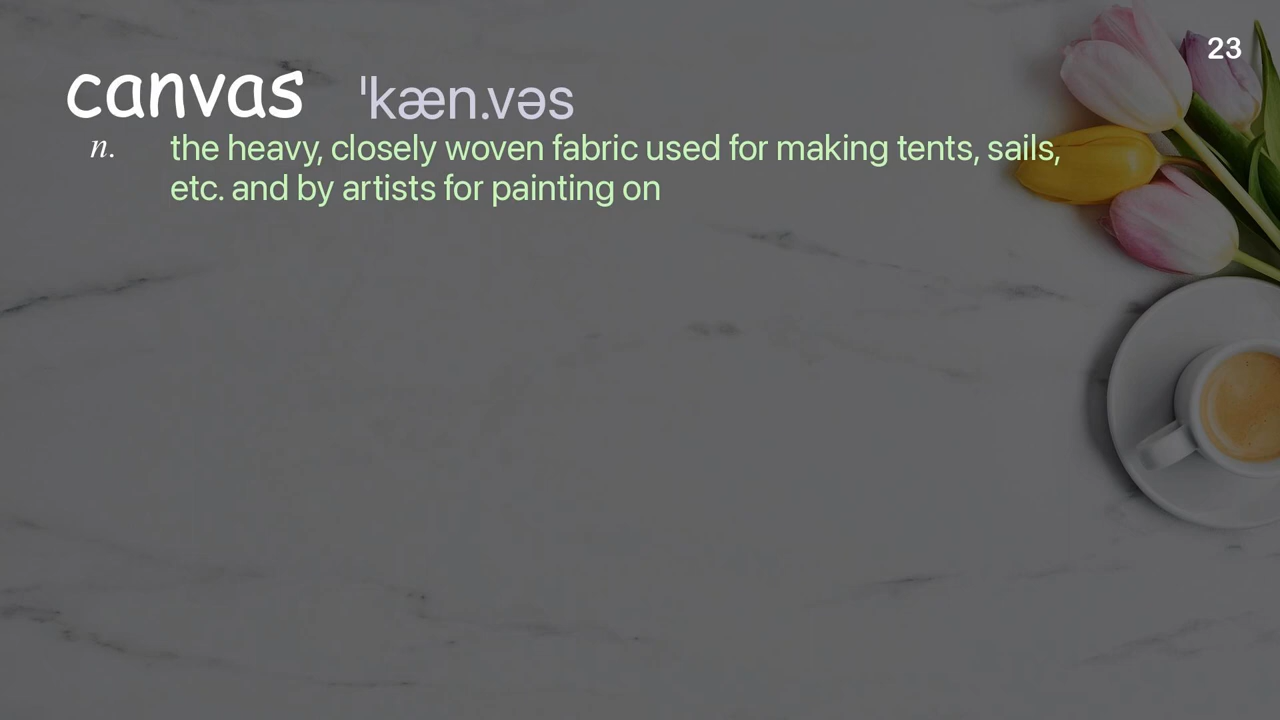 23
canvas ˈkæn.vəs
n. the heavy, closely woven fabric used for making tents, sails,
etc. and by artists for painting on